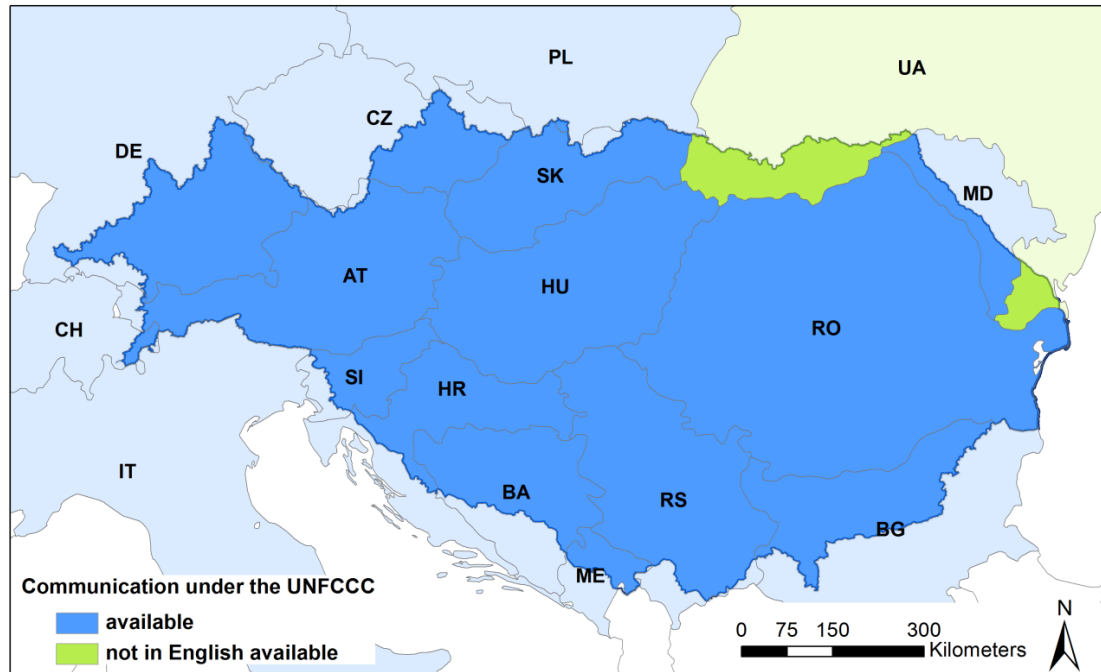 PL
UA
CZ
DE
SK
MD
AT
HU
CH
RO
SI
HR
IT
BA
RS
BG
ME
Communication under the UNFCCC
available
not in English available
N
0 75 150 300
Kilometers